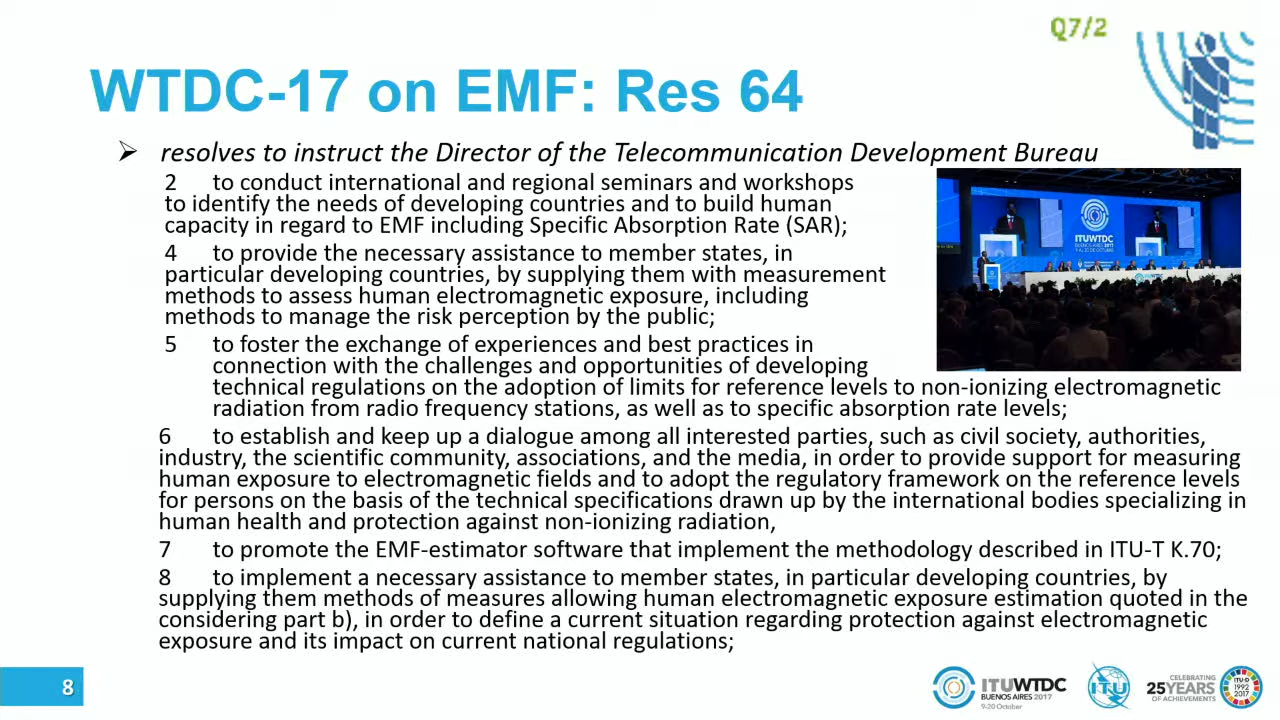 Q7/2
WTDC-17 on EMF: Res 64
➢ resolves to instruct the Director of the Telecommunication Development Bureau
2 to conduct international and regional seminars and workshops
to identify the needs of developing countries and to build human
capacity in regard to EMF including Specific Absorption Rate (SAR);
4 to provide the necessary assistance to member states, in
particular developing countries, by supplying them with measurement
methods to assess human electromagnetic exposure, including
methods to manage the risk perception by the public;
5 to foster the exchange of experiences and best practices in
connection with the challenges and opportunities of developing
technical regulations on the adoption of limits for reference levels to non-ionizing electromagnetic
radiation from radio frequency stations, as well as to specific absorption rate levels;
6 to establish and keep up a dialogue among all interested parties, such as civil society, authorities,
industry, the scientific community, associations, and the media, in order to provide support for measuring
human exposure to electromagnetic fields and to adopt the regulatory framework on the reference levels
for persons on the basis of the technical specifications drawn up by the international bodies specializing in
human health and protection against non-ionizing radiation,
7 to promote the EMF-estimator software that implement the methodology described in ITU-T K.70;
8 to implement a necessary assistance to member states, in particular developing countries, by
supplying them methods of measures allowing human electromagnetic exposure estimation quoted in the
considering part b), in order to define a current situation regarding protection against electromagnetic
exposure and its impact on current national regulations;
ITUWTDC
BUENOS AIRES 2017
8
ITUWTDC
BUENOS AIRES 2017
9-20 October
ITU
CELEBRATING
25YEARS
OF ACHIEVEMENTS
ITU-D
1992
2017